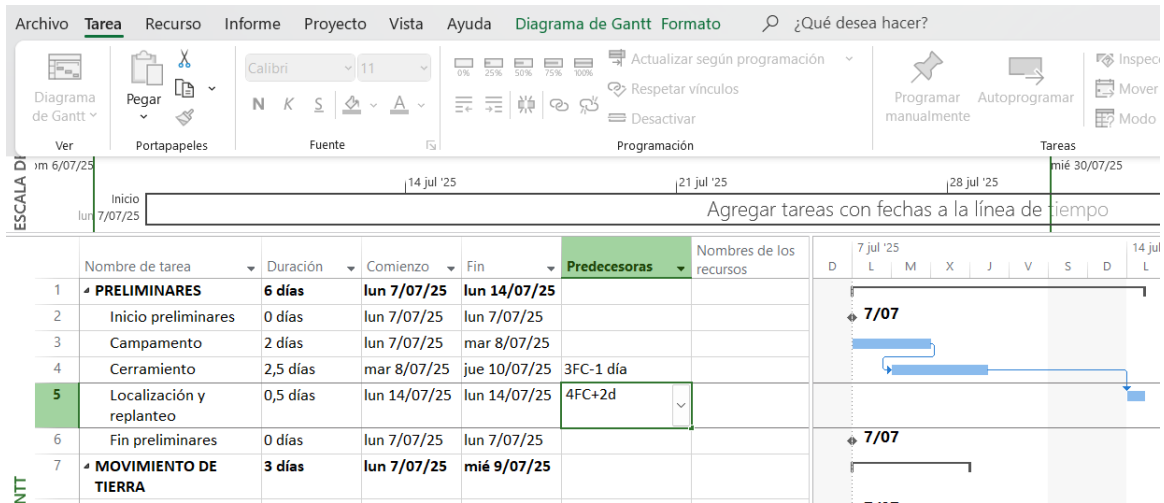 Archivo Tarea Recurso Informe Proyecto Vista Ayuda Diagrama de Gantt Formato ¿Qué desea hacer?
Diagrama de Gantt
Ver
Pegar
Portapapeles
Calibri 11
N K S A
Fuente
0% 25% 50% 75% 100%
Actualizar según programación
Respetar vínculos
Desactivar
Programación
Programar manualmente
Autoprogramar
Inspecc
Mover
Modo
Tareas
ESCALA DE
om 6/07/25
mié 30/07/25
14 jul '25 21 jul '25 28 jul '25
Inicio
lun 7/07/25
Agregar tareas con fechas a la línea de tiempo
Nombre de tarea Duración Comienzo Fin Predecesoras Nombres de los recursos
7 jul '25 14 jul
D L M X J V S D L
1 PRELIMINARES 6 días lun 7/07/25 lun 14/07/25
2 Inicio preliminares 0 días lun 7/07/25 lun 7/07/25 7/07
3 Campamento 2 días lun 7/07/25 mar 8/07/25
4 Cerramiento 2,5 días mar 8/07/25 jue 10/07/25 3FC-1 día
5 Localización y replanteo 0,5 días lun 14/07/25 lun 14/07/25 4FC+2d
6 Fin preliminares 0 días lun 7/07/25 lun 7/07/25 7/07
7 MOVIMIENTO DE TIERRA 3 días lun 7/07/25 mié 9/07/25
NTT